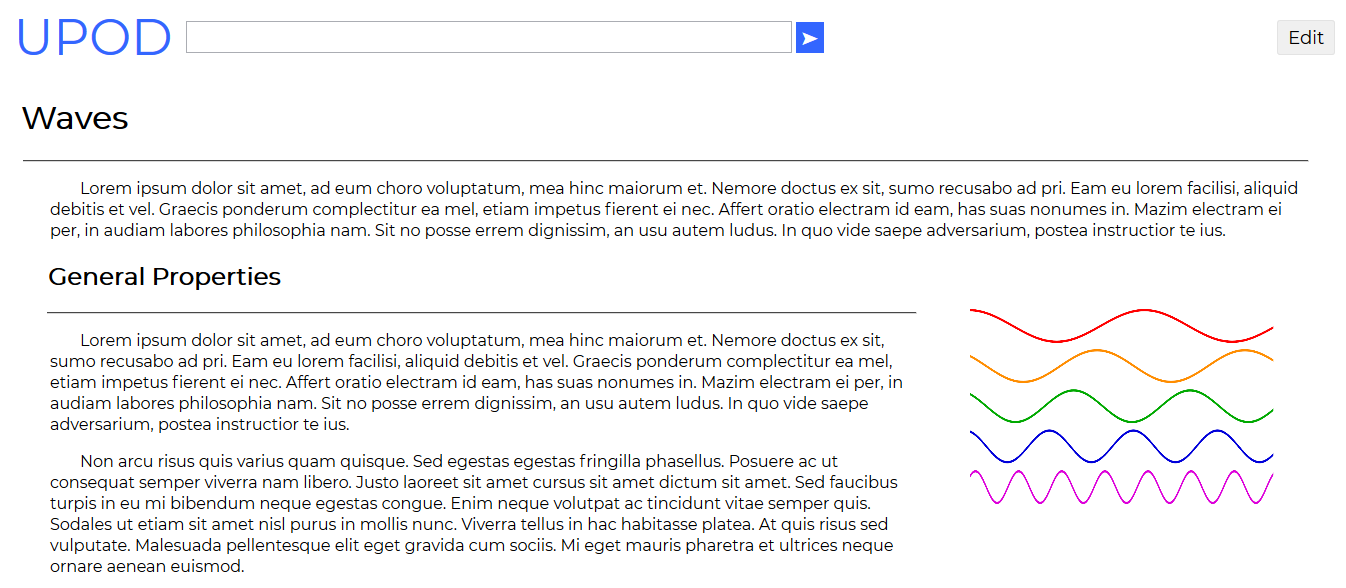 UPOD
Edit
Waves
Lorem ipsum dolor sit amet, ad eum choro voluptatum, mea hinc maiorum et. Nemore doctus ex sit, sumo recusabo ad pri. Eam eu lorem facilisi, aliquid
debitis et vel. Graecis ponderum complectitur ea mel, etiam impetus fierent ei nec. Affert oratio electram id eam, has suas nonumes in. Mazim electram ei
per, in audiam labores philosophia nam. Sit no posse errem dignissim, an usu autem ludus. In quo vide saepe adversarium, postea instructior te ius.
General Properties
Lorem ipsum dolor sit amet, ad eum choro voluptatum, mea hinc maiorum et. Nemore doctus ex sit,
sumo recusabo ad pri. Eam eu lorem facilisi, aliquid debitis et vel. Graecis ponderum complectitur ea mel,
etiam impetus fierent ei nec. Affert oratio electram id eam, has suas nonumes in. Mazim electram ei per, in
audiam labores philosophia nam. Sit no posse errem dignissim, an usu autem ludus. In quo vide saepe
adversarium, postea instructior te ius.
Non arcu risus quis varius quam quisque. Sed egestas egestas fringilla phasellus. Posuere ac ut
consequat semper viverra nam libero. Justo laoreet sit amet cursus sit amet dictum sit amet. Sed faucibus
turpis in eu mi bibendum neque egestas congue. Enim neque volutpat ac tincidunt vitae semper quis.
Sodales ut etiam sit amet nisl purus in mollis nunc. Viverra tellus in hac habitasse platea. At quis risus sed
vulputate. Malesuada pellentesque elit eget gravida cum sociis. Mi eget mauris pharetra et ultrices neque
ornare aenean euismod.